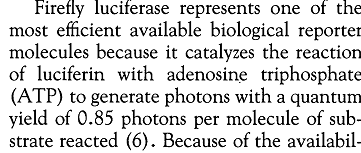 Firefly luciferase represents one of the
most efficient available biological reporter
molecules because it catalyzes the reaction
of luciferin with adenosine triphosphate
(ATP) to generate photons with a quantum
yield of 0.85 photons per molecule of sub-
strate reacted (6). Because of the availabil-